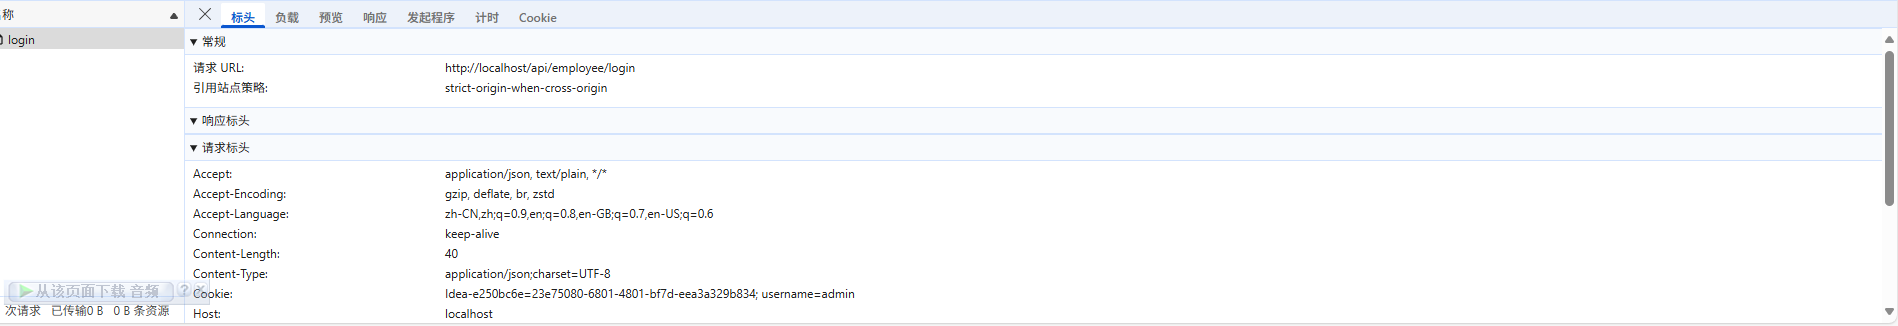 称
标头 负载 预览 响应 发起程序 计时 Cookie
login
常规
请求 URL: http://localhost/api/employee/login
引用站点策略: strict-origin-when-cross-origin
响应标头
请求标头
Accept: application/json, text/plain, */*
Accept-Encoding: gzip, deflate, br, zstd
Accept-Language: zh-CN,zh;q=0.9,en;q=0.8,en-GB;q=0.7,en-US;q=0.6
Connection: keep-alive
Content-Length: 40
Content-Type: application/json;charset=UTF-8
从该页面下载 音频 ? ×
Cookie: Idea-e250bc6e=23e75080-6801-4801-bf7d-eea3a329b834; username=admin
次请求 已传输0 B 0 B 条资源
Host: localhost